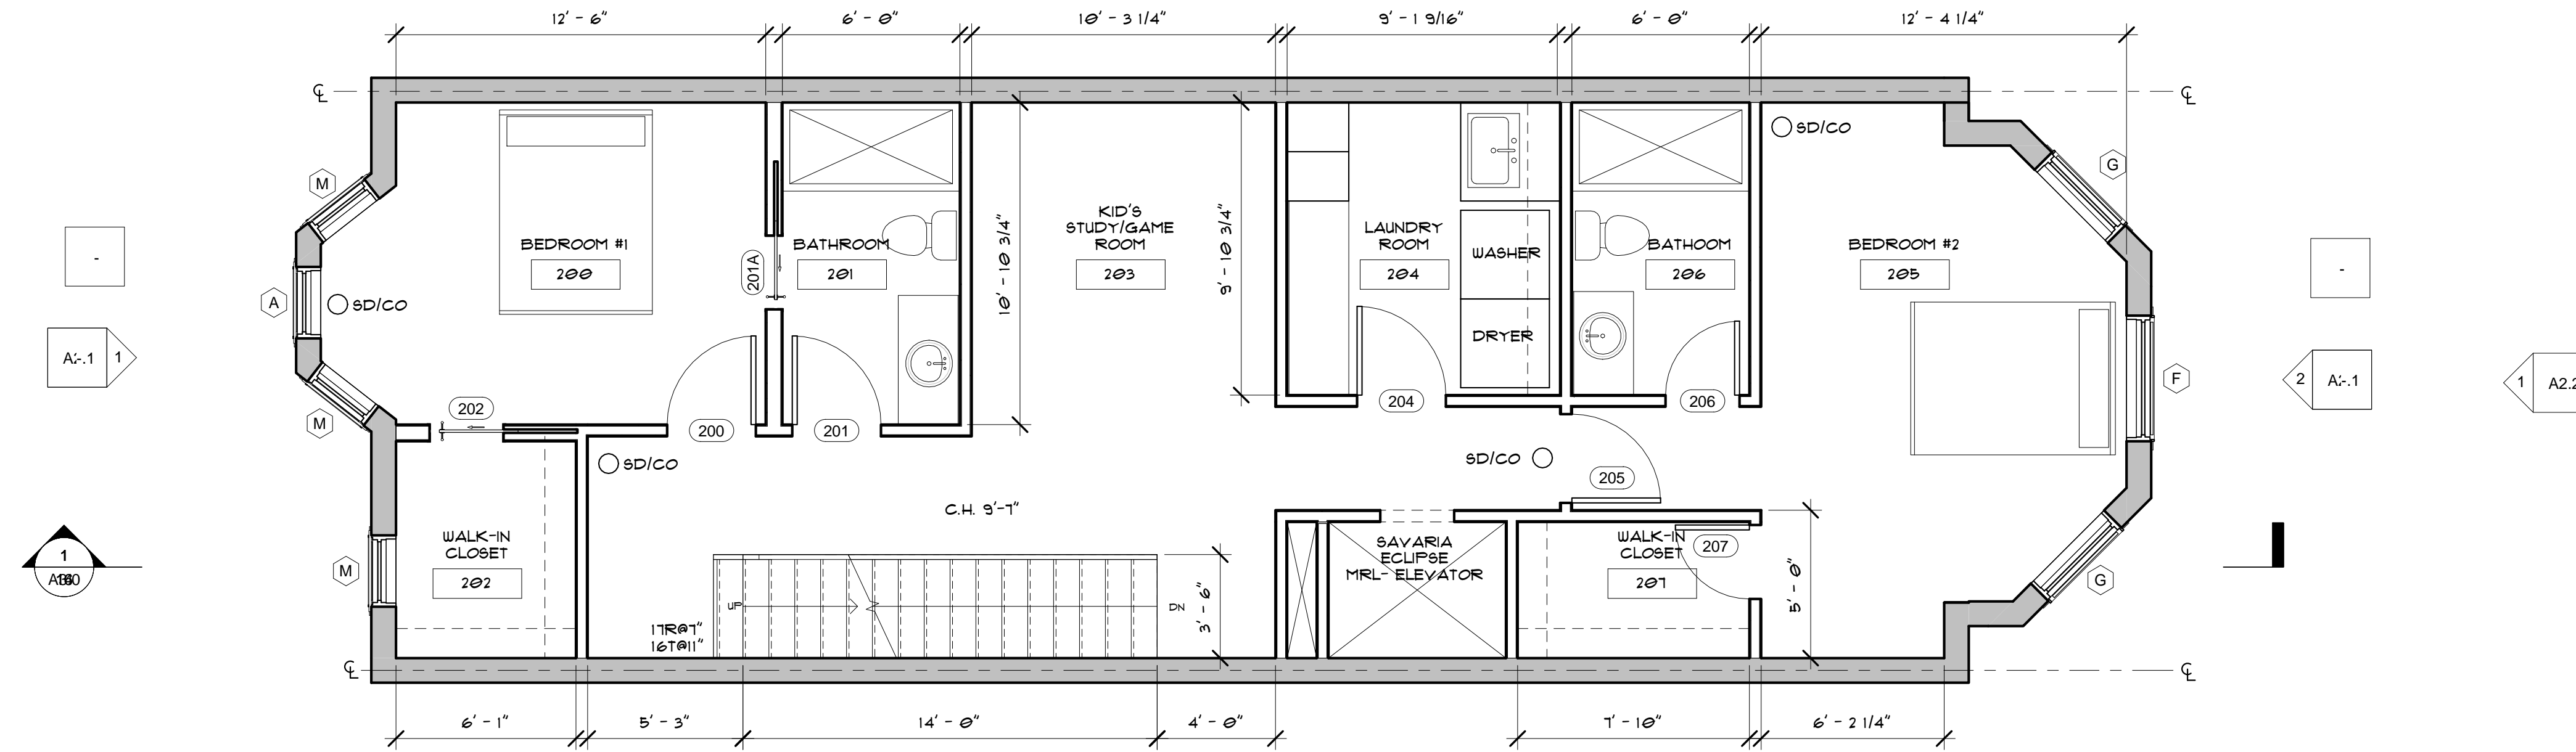 12' - 6"
6' - 0"
10' - 3 1/4"
9' - 1 9/16"
6' - 0"
12' - 4 1/4"
CL
CL
SD/CO
M
G
BEDROOM #1
200
201A
BATHROOM
201
10' - 10 3/4"
KID'S
STUDY/GAME
ROOM
203
9' - 10 3/4"
LAUNDRY
ROOM
204
WASHER
DRYER
BATHOOM
206
BEDROOM #2
205
-
-
A
SD/CO
1
2
1
A2.2
F
M
202
200
201
204
206
SD/CO
SD/CO
205
C.H. 9'-7"
WALK-IN
CLOSET
202
M
1
UP
DN
17R@7"
16T@11"
3' - 6"
SAVARIA
ECLIPSE
MRL- ELEVATOR
WALK-IN
CLOSET
207
207
5' - 0"
G
CL
CL
6' - 1"
5' - 3"
14' - 0"
4' - 0"
7' - 10"
6' - 2 1/4"